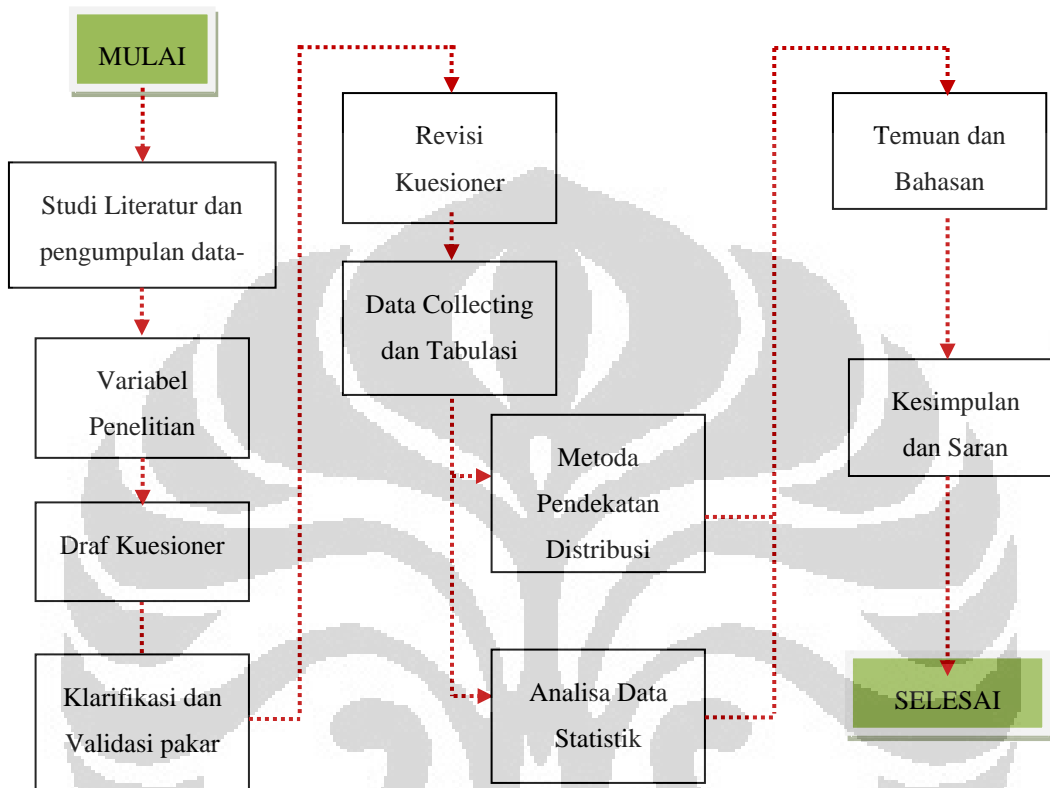 MULAI
Studi Literatur dan
pengumpulan data-
Variabel
Penelitian
Draf Kuesioner
Klarifikasi dan
Validasi pakar
Revisi
Kuesioner
Data Collecting
dan Tabulasi
Metoda
Pendekatan
Distribusi
Analisa Data
Statistik
Temuan dan
Bahasan
Kesimpulan
dan Saran
SELESAI